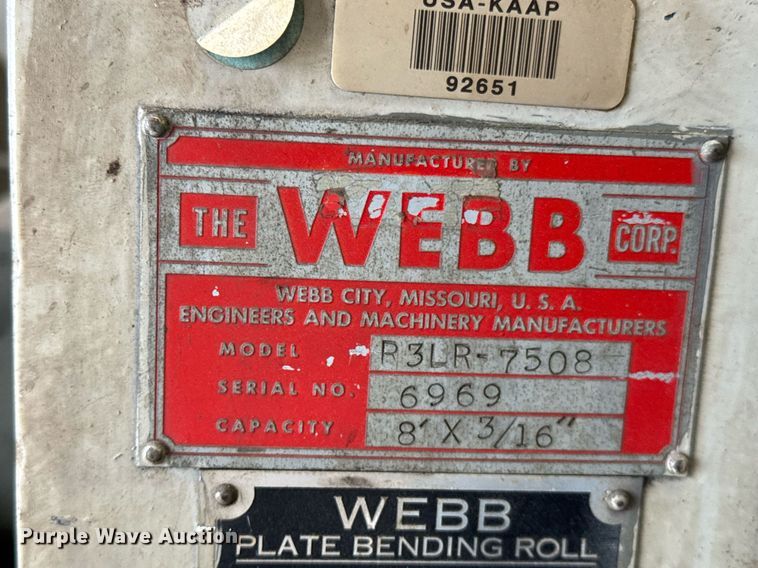 USA-KAAP
92651
MANUFACTURED BY
THE WEBB CORP.
WEBB CITY, MISSOURI, U. S. A.
ENGINEERS AND MACHINERY MANUFACTURERS
MODEL R3LR-7508
SERIAL NO. 6969
CAPACITY 8' X 3/16"
WEBB
PLATE BENDING ROLL
Purple Wave Auction